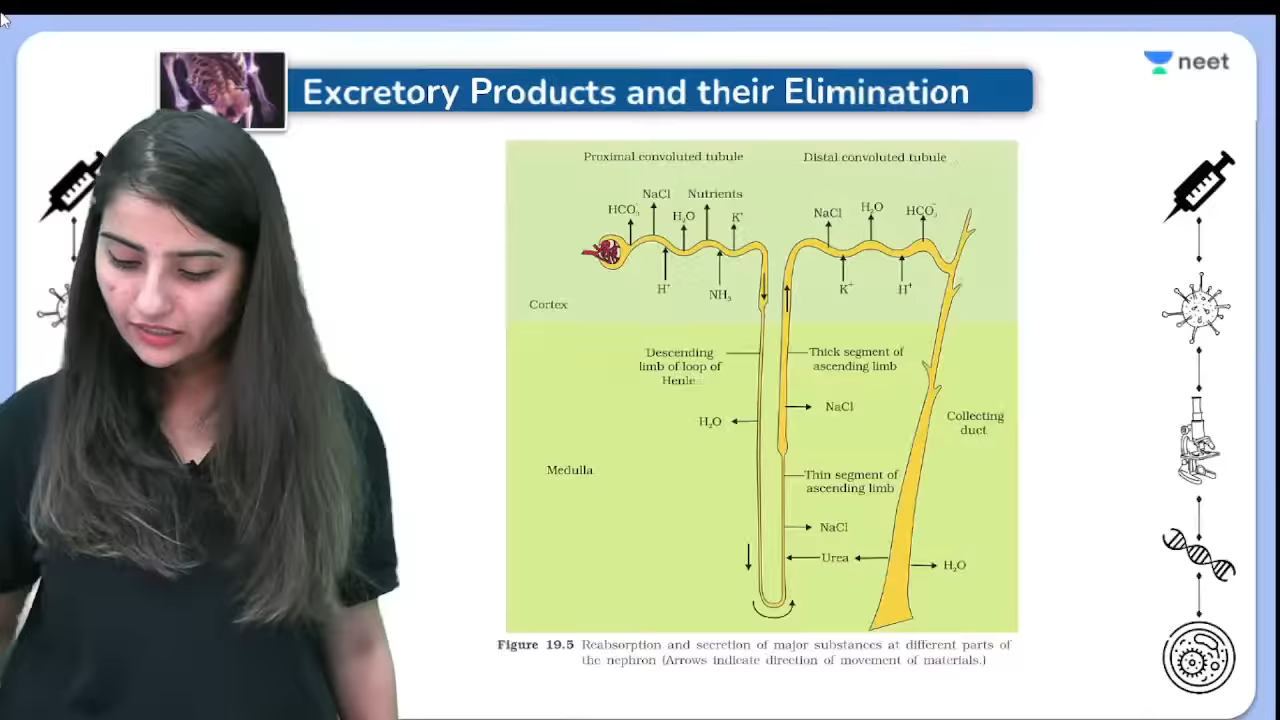 neet
Excretory Products and their Elimination
Proximal convoluted tubule
Distal convoluted tubule
NaCl
Nutrients
HCO₃⁻
H₂O
K⁺
NaCl
H₂O
HCO₃⁻
H⁺
NH₃
K⁺
H⁺
Cortex
Descending
limb of loop of
Henle
Thick segment of
ascending limb
NaCl
H₂O
Collecting
duct
Medulla
Thin segment of
ascending limb
NaCl
Urea
H₂O
Figure 19.5 Reabsorption and secretion of major substances at different parts of
the nephron (Arrows indicate direction of movement of materials.)